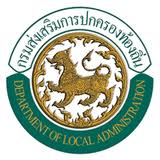 กรมส่งเสริมการปกครองท้องถิ่น
DEPARTMENT OF LOCAL ADMINISTRATION